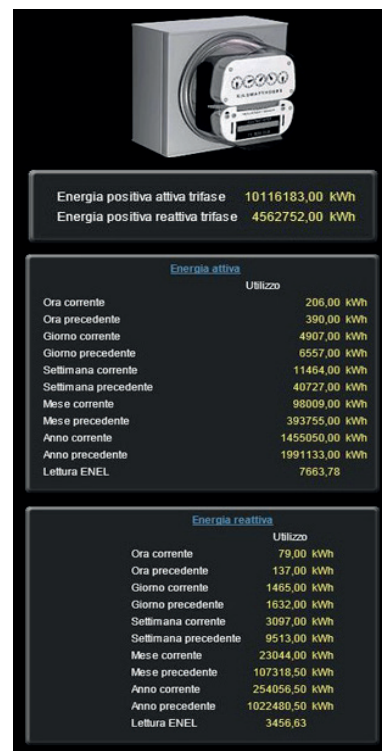 Energia positiva attiva trifase 10116183,00 kWh
Energia positiva reattiva trifase 4562752,00 kWh
Energia attiva
Utilizzo
Ora corrente 206,00 kWh
Ora precedente 390,00 kWh
Giorno corrente 4907,00 kWh
Giorno precedente 6557,00 kWh
Settimana corrente 11464,00 kWh
Settimana precedente 40727,00 kWh
Mese corrente 98009,00 kWh
Mese precedente 393755,00 kWh
Anno corrente 1455050,00 kWh
Anno precedente 1991133,00 kWh
Lettura ENEL 7663,78
Energia reattiva
Utilizzo
Ora corrente 79,00 kWh
Ora precedente 137,00 kWh
Giorno corrente 1465,00 kWh
Giorno precedente 1632,00 kWh
Settimana corrente 3097,00 kWh
Settimana precedente 9513,00 kWh
Mese corrente 23044,00 kWh
Mese precedente 107318,50 kWh
Anno corrente 254056,50 kWh
Anno precedente 1022480,50 kWh
Lettura ENEL 3456,63